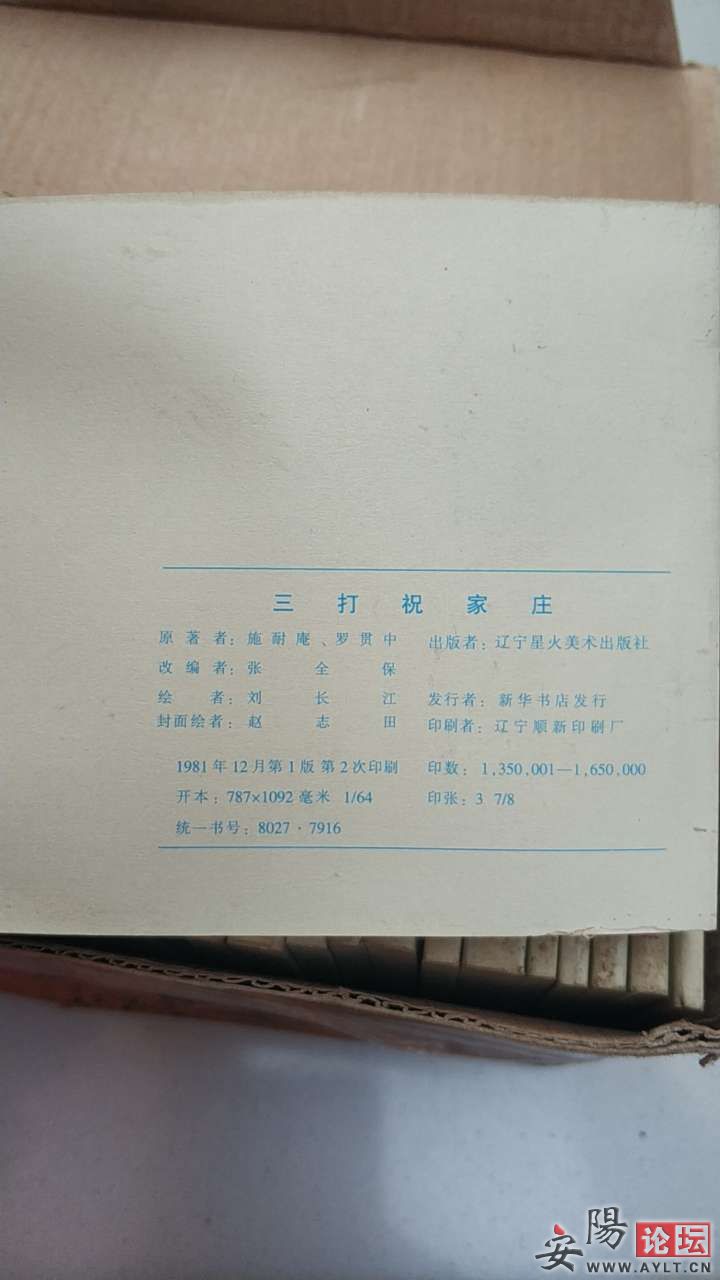 三打祝家庄
原著者：施耐庵、罗贯中 出版者：辽宁星火美术出版社
改编者：张全保
绘者：刘长江 发行者：新华书店发行
封面绘者：赵志田 印刷者：辽宁顺新印刷厂
1981年12月第1版 第2次印刷 印数：1,350,001—1,650,000
开本：787×1092毫米 1/64 印张：3 7/8
统一书号：8027·7916
安陽论坛
WWW.AYLT.CN